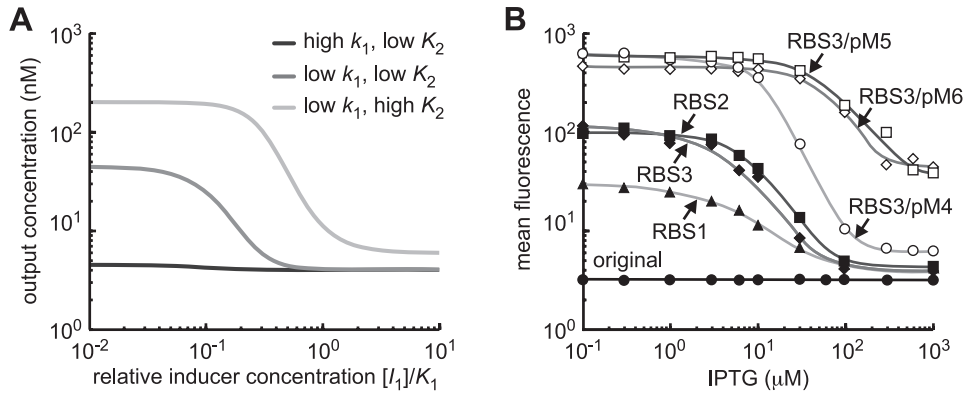 A
B
10³
10²
10¹
10⁰
output concentration (nM)
high k₁, low K₂
low k₁, low K₂
low k₁, high K₂
10⁻²
10⁻¹
10⁰
10¹
relative inducer concentration [I₁]/K₁
10³
10²
10¹
10⁰
mean fluorescence
RBS3/pM5
RBS3/pM6
RBS2
RBS3
RBS1
RBS3/pM4
original
10⁻¹
10⁰
10¹
10²
10³
IPTG (μM)